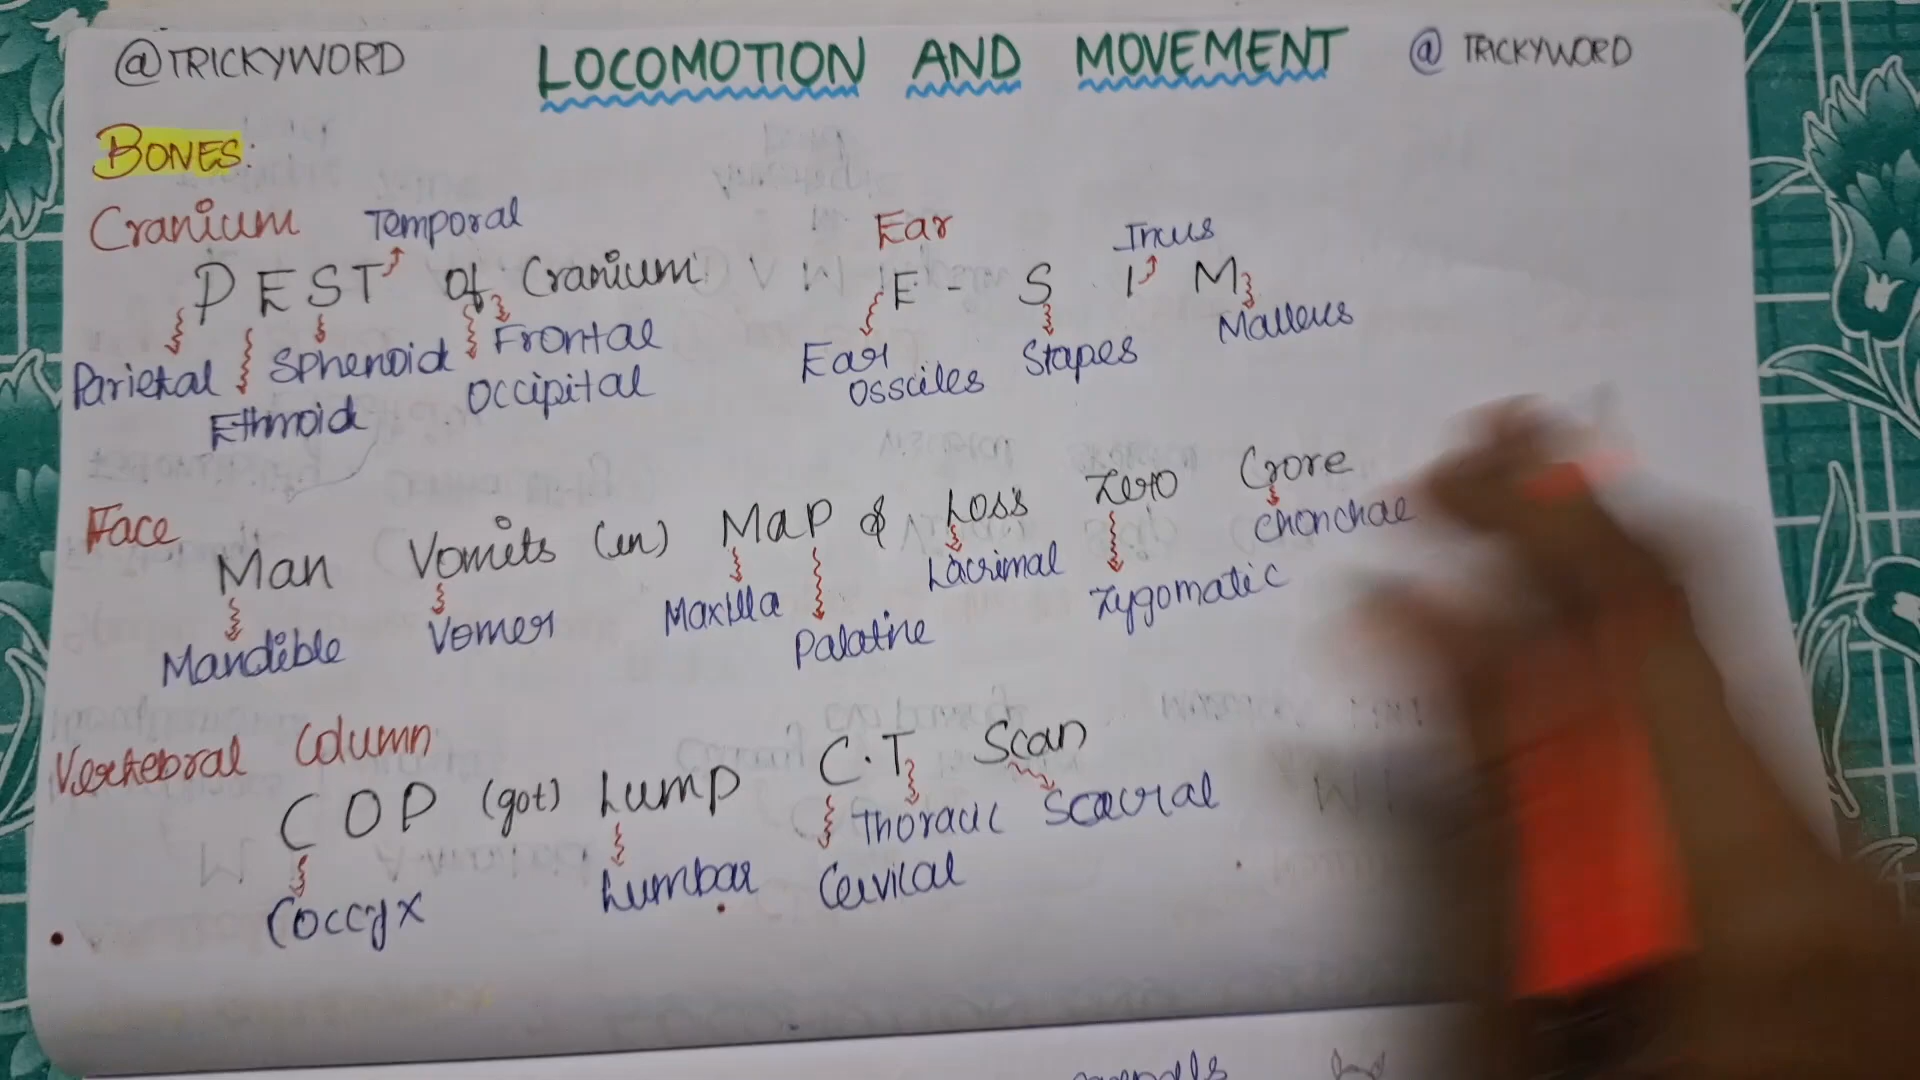 @TRICKYWORD LOCOMOTION AND MOVEMENT @ TRICKYWORD
BONES:
Cranium Temporal
PEST of Cranium
Parietal Sphenoid Frontal
Ethmoid Occipital
Ear Incus
E - S I M
Ear Stapes Malleus
Ossciles
Face Man Vomits (in) Map & Loss Zero Crore
Mandible Vomer Maxilla Palatine Lacrimal Zygomatic Chonchae
Vertebral Column
COP (got) Lump C.T Scan
Coccyx Lumbar Cervical Thoracic Scacral